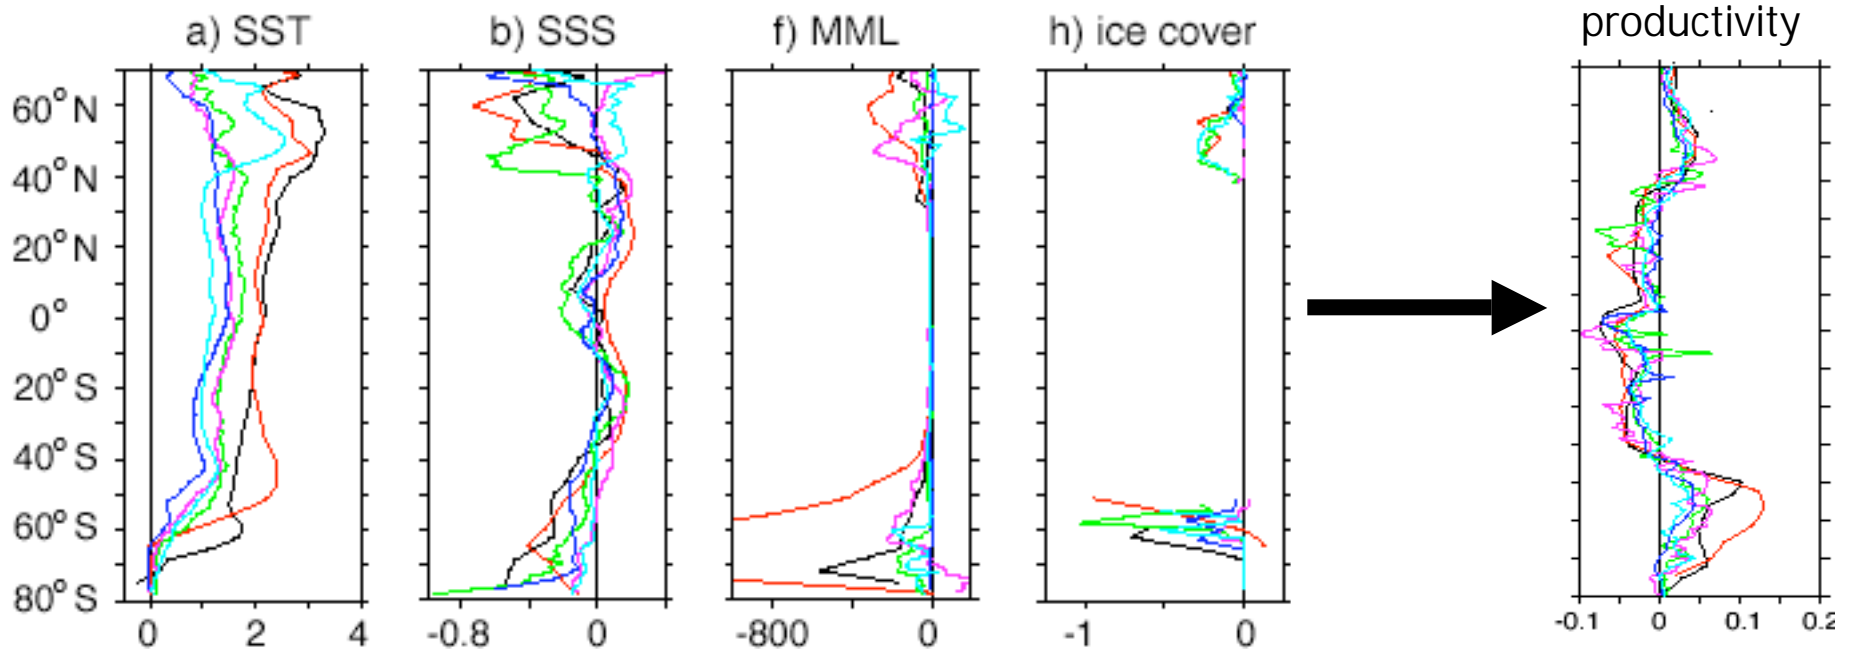 a) SST
b) SSS
f) MML
h) ice cover
productivity
60° N
40° N
20° N
0°
20° S
40° S
60° S
80° S
0 2 4
-0.8 0
-800 0
-1 0
-0.1 0 0.1 0.2